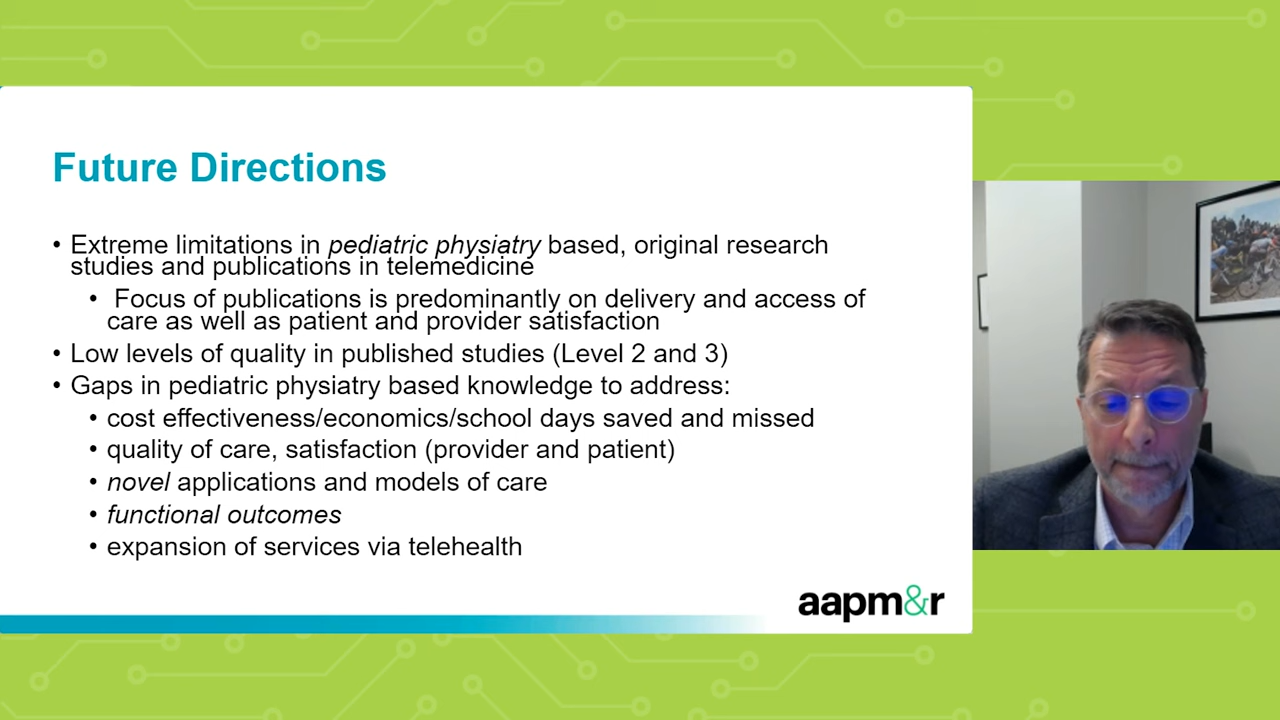 Future Directions
• Extreme limitations in pediatric physiatry based, original research
studies and publications in telemedicine
• Focus of publications is predominantly on delivery and access of
care as well as patient and provider satisfaction
• Low levels of quality in published studies (Level 2 and 3)
• Gaps in pediatric physiatry based knowledge to address:
• cost effectiveness/economics/school days saved and missed
• quality of care, satisfaction (provider and patient)
• novel applications and models of care
• functional outcomes
• expansion of services via telehealth
aapm&r